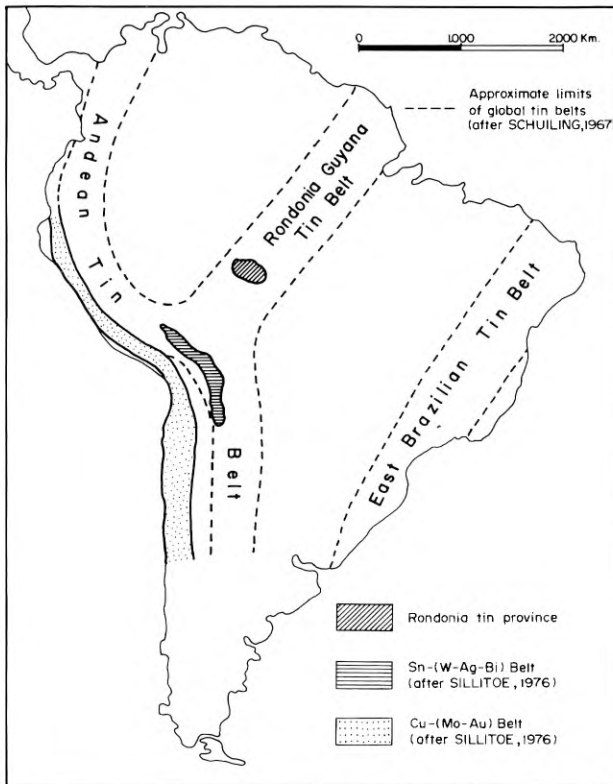 0 1.000 2000 Km.
Approximate limits
of global tin belts
(after SCHUILING,1967)
Andean Tin Belt
Rondonia Guyana
Tin Belt
East Brazilian Tin Belt
Rondonia tin province
Sn-(W-Ag-Bi) Belt
(after SILLITOE, 1976)
Cu-(Mo-Au) Belt
(after SILLITOE, 1976)